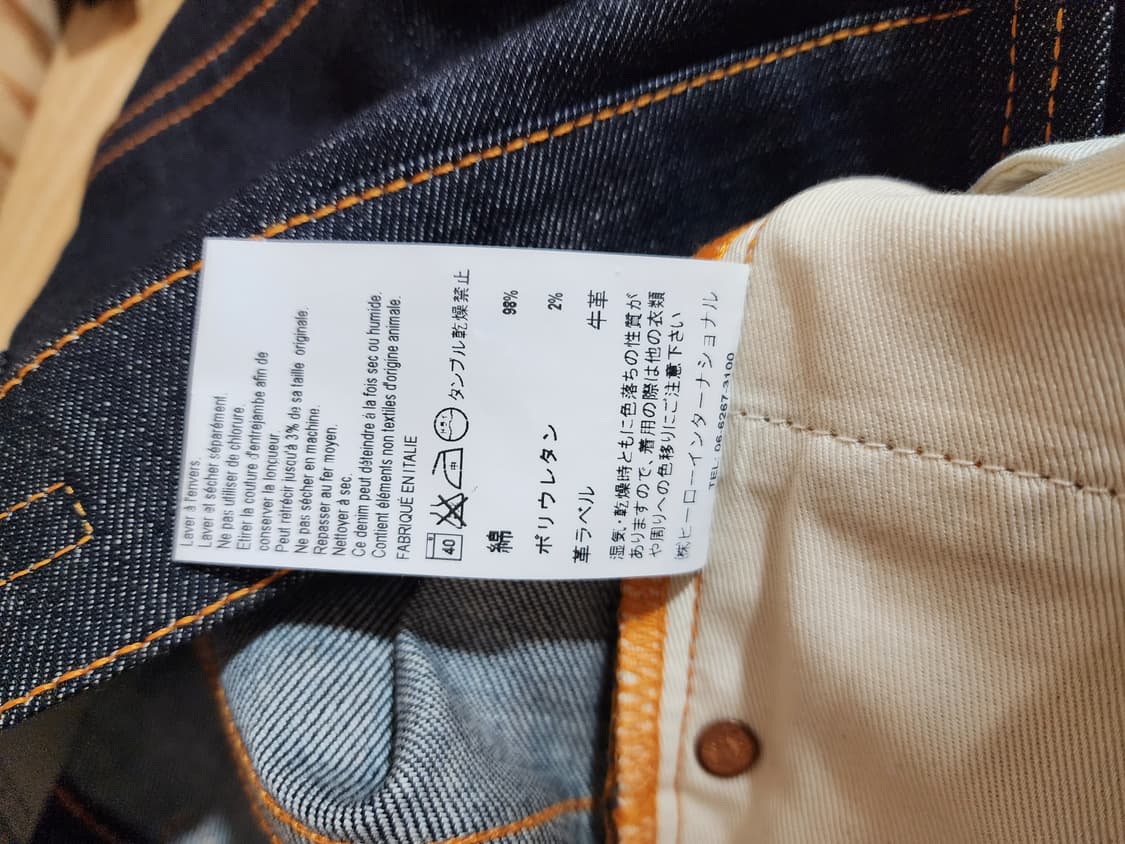 Laver à l'envers.
Laver et sécher séparément.
Ne pas utiliser de chlorure.
Etirer la couture d'entrejambe afin de
conserver la longueur.
Peut rétrécir jusqu'à 3% de sa taille originale.
Ne pas sécher en machine.
Repasser au fer moyen.
Nettoyer à sec.
Ce denim peut déteindre à la fois sec ou humide.
Contient éléments non textiles d'origine animale.
FABRIQUÉ EN ITALIE
40 タンブル乾燥禁止
綿 98%
ポリウレタン 2%
革ラベル 牛革
湿気・乾燥時ともに色落ちの性質が
ありますので、着用の際は他の衣類
や周りへの色移りにご注意下さい
㈱ヒーローインターナショナル
TEL. 06-6267-3100